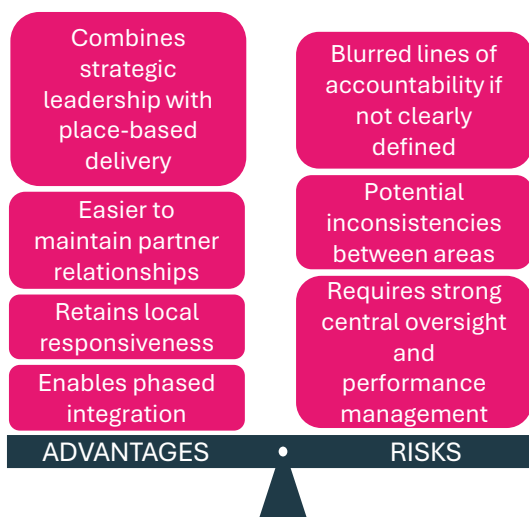 Combines
strategic
leadership with
place-based
delivery
Easier to
maintain partner
relationships
Retains local
responsiveness
Enables phased
integration
ADVANTAGES
Blurred lines of
accountability if
not clearly
defined
Potential
inconsistencies
between areas
Requires strong
central oversight
and
performance
management
RISKS